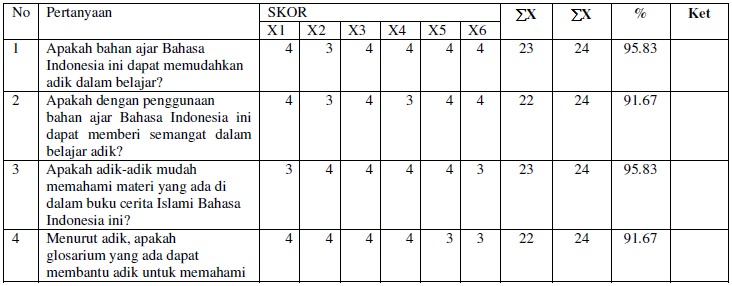 No Pertanyaan SKOR ∑X ∑X % Ket
X1 X2 X3 X4 X5 X6
1 Apakah bahan ajar Bahasa 4 3 4 4 4 4 23 24 95.83
Indonesia ini dapat memudahkan
adik dalam belajar?
2 Apakah dengan penggunaan 4 3 4 3 4 4 22 24 91.67
bahan ajar Bahasa Indonesia ini
dapat memberi semangat dalam
belajar adik?
3 Apakah adik-adik mudah 3 4 4 4 4 3 23 24 95.83
memahami materi yang ada di
dalam buku cerita Islami Bahasa
Indonesia ini?
4 Menurut adik, apakah 4 4 4 4 3 3 22 24 91.67
glosarium yang ada dapat
membantu adik untuk memahami